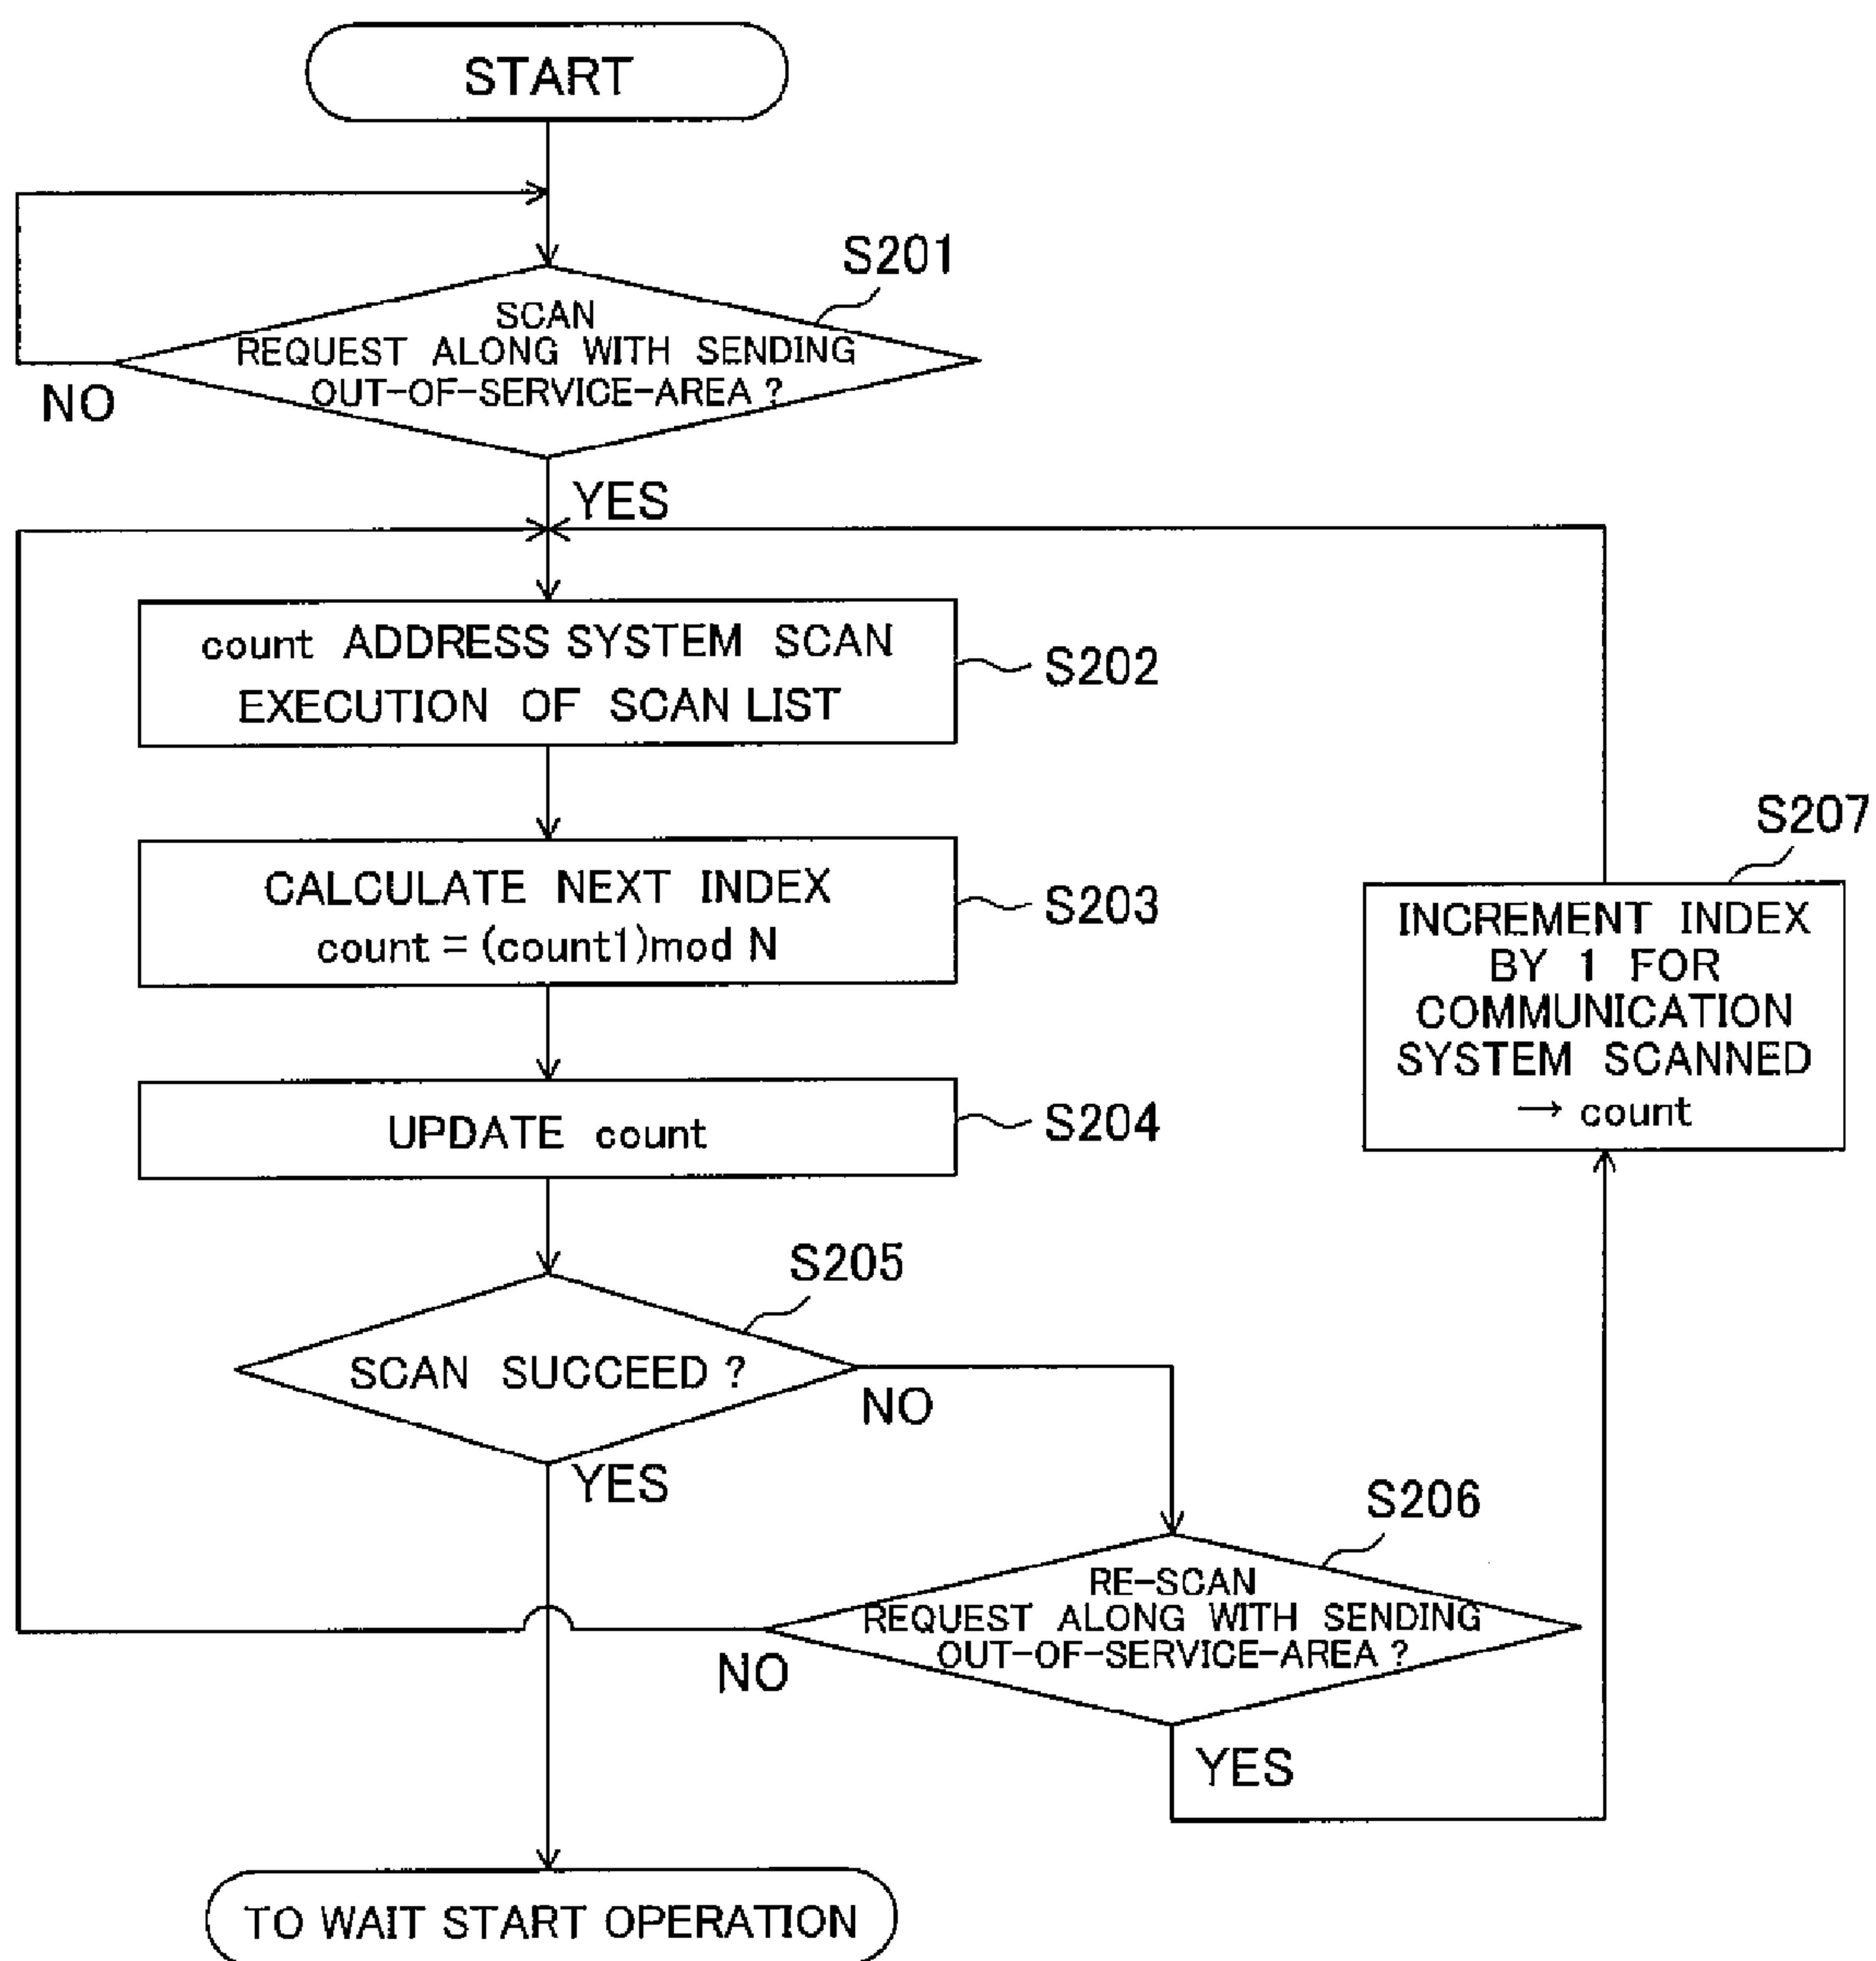 START
S201
SCAN
REQUEST ALONG WITH SENDING
OUT-OF-SERVICE-AREA?
NO
YES
count ADDRESS SYSTEM SCAN
EXECUTION OF SCAN LIST
S202
CALCULATE NEXT INDEX
count = (count1)mod N
S203
S207
INCREMENT INDEX
BY 1 FOR
COMMUNICATION
SYSTEM SCANNED
→ count
UPDATE count
S204
S205
SCAN SUCCEED?
NO
YES
S206
RE-SCAN
REQUEST ALONG WITH SENDING
OUT-OF-SERVICE-AREA?
NO
YES
TO WAIT START OPERATION